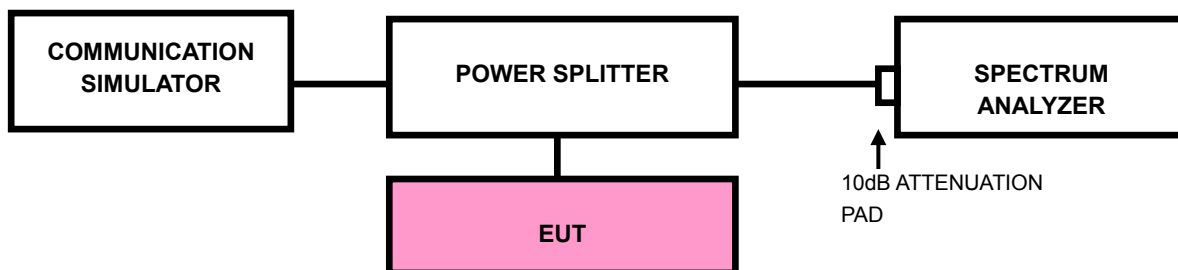 COMMUNICATION
SIMULATOR
POWER SPLITTER
SPECTRUM
ANALYZER
10dB ATTENUATION
PAD
EUT